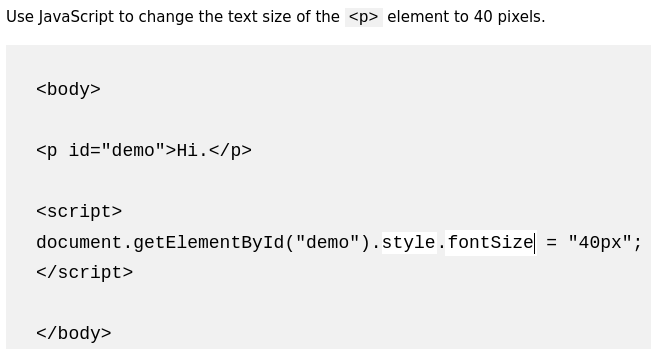 Use JavaScript to change the text size of the <p> element to 40 pixels.
<body>
<p id="demo">Hi.</p>
<script>
document.getElementById("demo").style.fontSize = "40px";
</script>
</body>